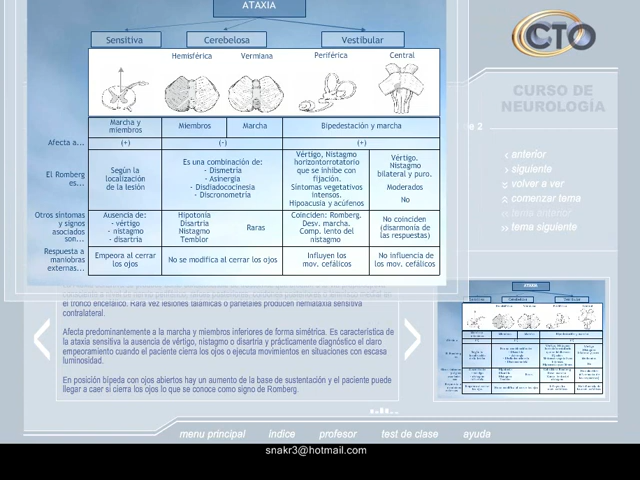 ATAXIA
Sensitiva
Cerebelosa
Vestibular
Hemisférica
Vermiana
Periférica
Central
Marcha y miembros
Miembros
Marcha
Bipedestación y marcha
Afecta a...
(+)
(-)
(+)
El Romberg es...
Según la localización de la lesión
Es una combinación de:
- Dismetría
- Asinergia
- Disdiadococinesia
- Discronometría
Vértigo, Nistagmo
horizontorrotatorio
que se inhibe con
fijación.
Síntomas vegetativos
intensos.
Hipoacusia y acúfenos
Vértigo.
Nistagmo
bilateral y puro.
Moderados
No
Otros síntomas
y signos
asociados
son...
Ausencia de:
- vértigo
- nistagmo
- disartria
Hipotonía
Disartria
Nistagmo
Temblor
Raras
Coinciden: Romberg.
Desv. marcha.
Comp. lento del
nistagmo
No coinciden
(disarmonía de
las respuestas)
Respuesta a
maniobras
externas...
Empeora al cerrar
los ojos
No se modifica al cerrar los ojos
Influyen los
mov. cefálicos
No influencia de
los mov. cefálicos
el tronco encefálico. Rara vez lesiones talámicas o parietales producen hemiataxia sensitiva
contralateral.
Afecta predominantemente a la marcha y miembros inferiores de forma simétrica. Es característica de
la ataxia sensitiva la ausencia de vértigo, nistagmo o disartria y prácticamente diagnóstico el claro
empeoramiento cuando el paciente cierra los ojos o ejecuta movimientos en situaciones con escasa
luminosidad.
En posición bípeda con ojos abiertos hay un aumento de la base de sustentación y el paciente puede
llegar a caer si cierra los ojos lo que se conoce como signo de Romberg.
CTO
CURSO DE
NEUROLOGÍA
2
anterior
siguiente
volver a ver
comenzar tema
tema anterior
tema siguiente
ATAXIA
menu principal
índice
profesor
test de clase
ayuda
snakr3@hotmail.com